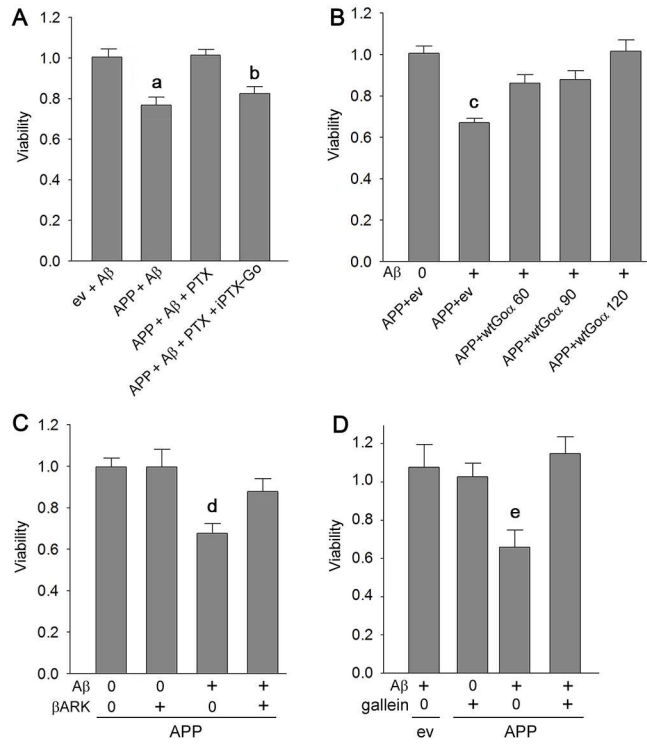 A
1.2
1.0
0.8
0.6
0.4
0.2
0.0
Viability
a
b
ev + Aβ
APP + Aβ
APP + Aβ + PTX
APP + Aβ + PTX + iPTX-Go
B
1.2
1.0
0.8
0.6
0.4
0.2
0.0
Viability
c
Aβ 0 + + + +
APP+ev
APP+ev
APP+wtGoα 60
APP+wtGoα 90
APP+wtGoα 120
C
1.2
1.0
0.8
0.6
0.4
0.2
0.0
Viability
d
Aβ 0 0 + +
βARK 0 + 0 +
APP
D
1.2
1.0
0.8
0.6
0.4
0.2
0.0
Viability
e
Aβ + 0 + +
gallein 0 + 0 +
ev APP